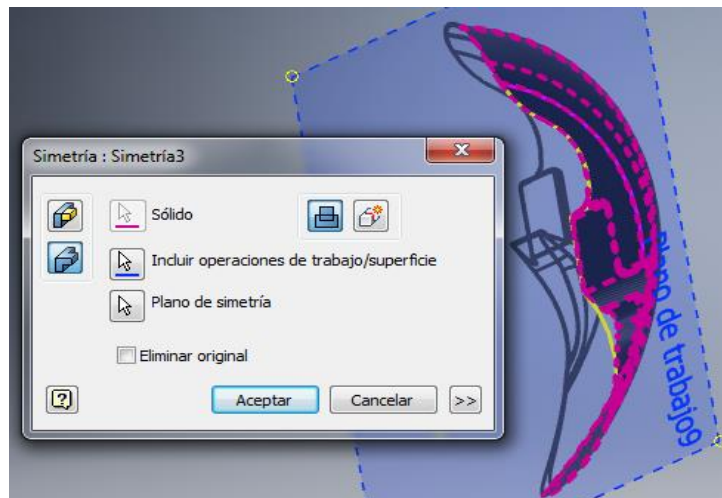 Simetría : Simetría3
Sólido
Incluir operaciones de trabajo/superficie
Plano de simetría
Eliminar original
Aceptar
Cancelar
>>
Plano de trabajo9